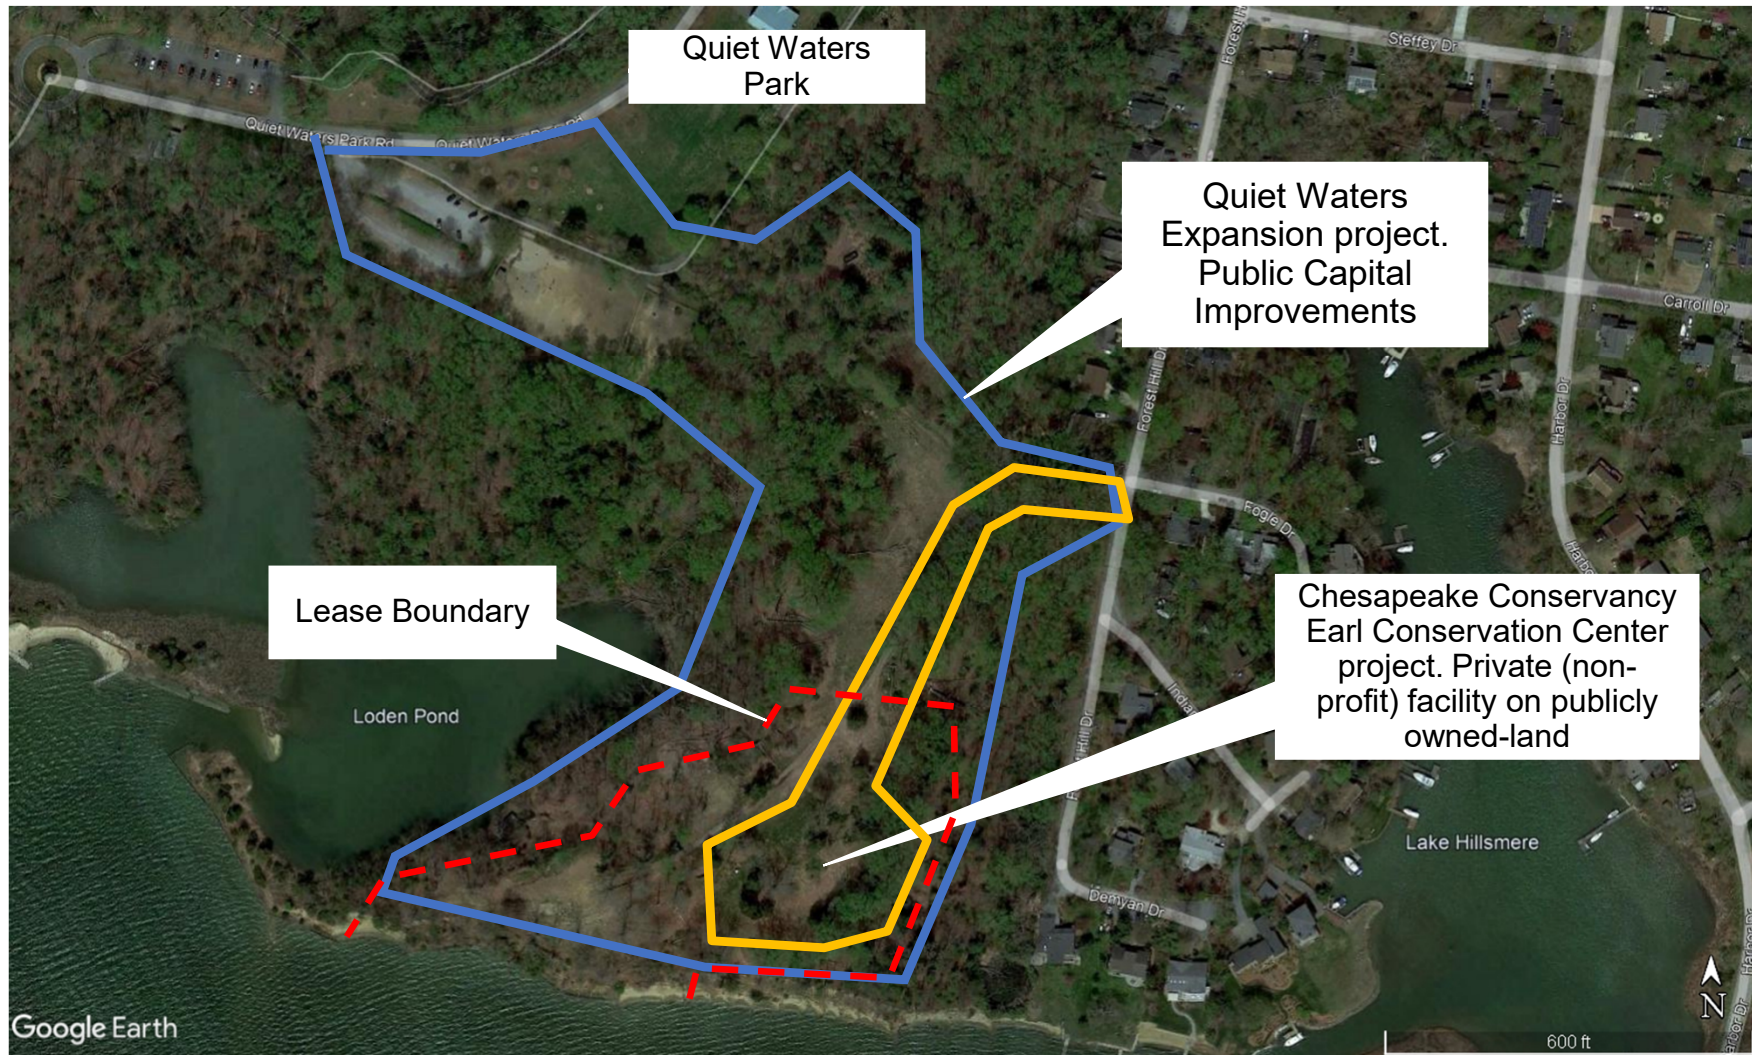 Quiet Waters
Park
Steffey Dr
Quiet Waters Park Rd
Quiet Waters
Expansion project.
Public Capital
Improvements
Carroll Dr
Forest Hill Dr
Harbor Dr
Fogle Dr
Lease Boundary
Chesapeake Conservancy
Earl Conservation Center
project. Private (non-
profit) facility on publicly
owned-land
Loden Pond
Lake Hillsmere
Demyan Dr
N
Google Earth
600 ft